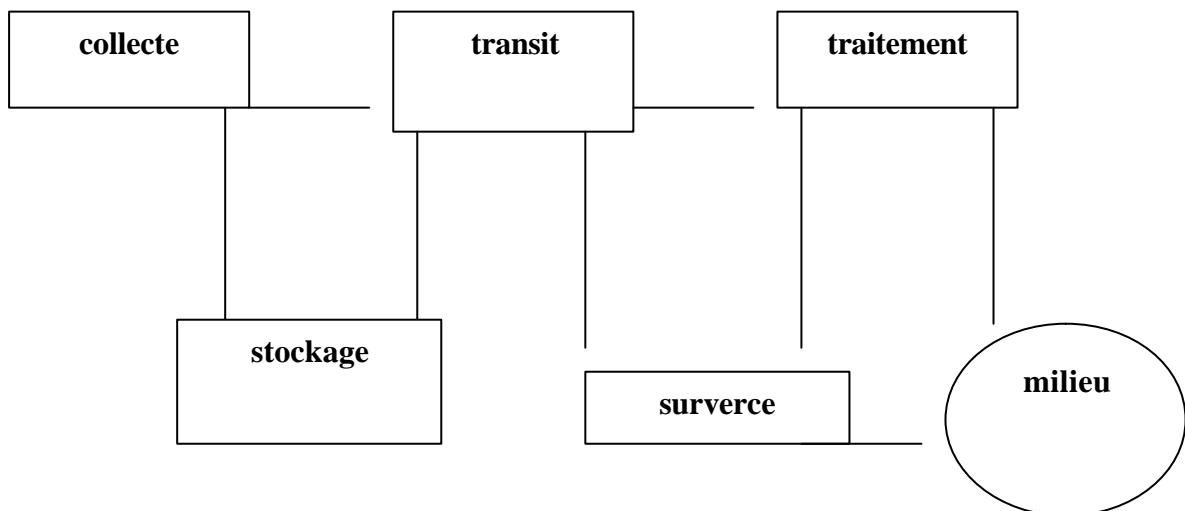 collecte
transit
traitement
stockage
surverce
milieu